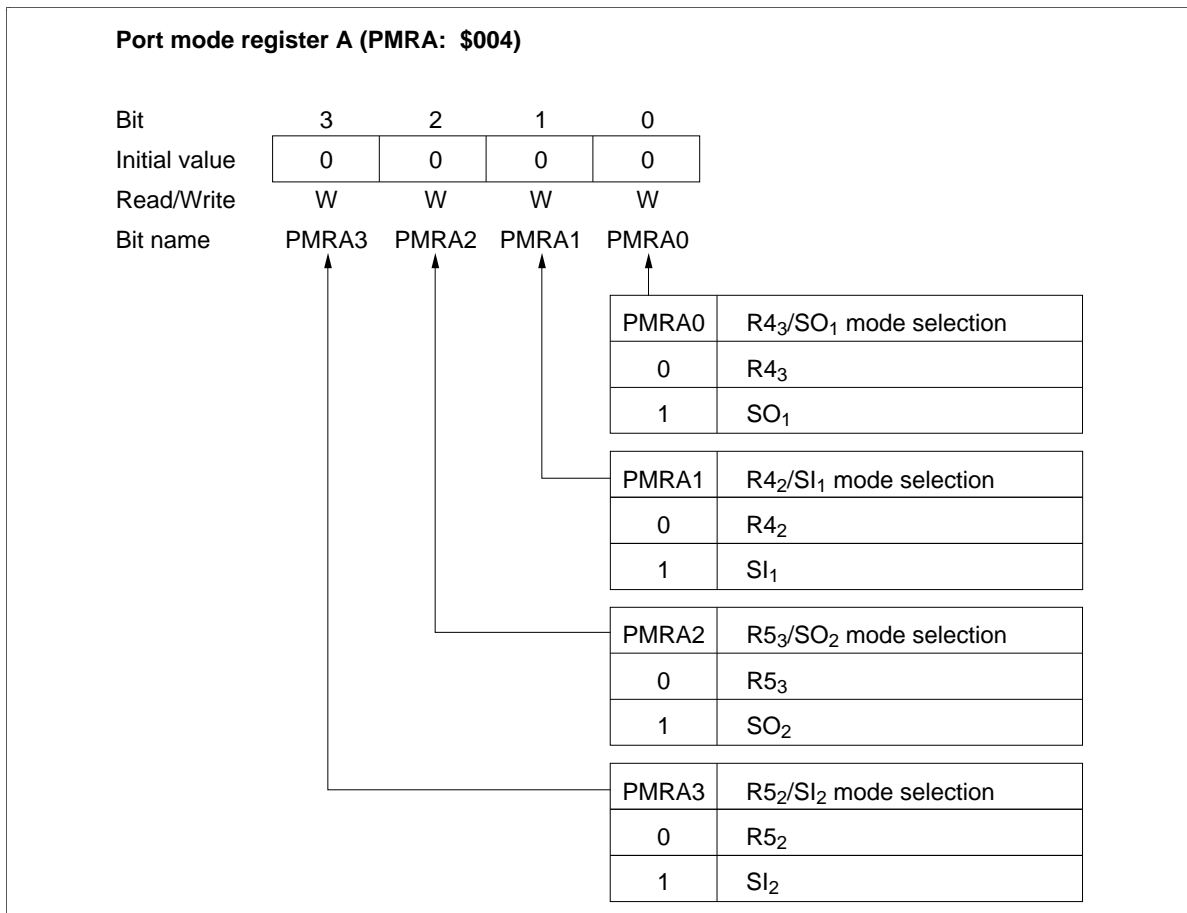 Port mode register A (PMRA: $004)
Bit 3 2 1 0
Initial value 0 0 0 0
Read/Write W W W W
Bit name PMRA3 PMRA2 PMRA1 PMRA0
PMRA0 R4₃/SO₁ mode selection
0 R4₃
1 SO₁
PMRA1 R4₂/SI₁ mode selection
0 R4₂
1 SI₁
PMRA2 R5₃/SO₂ mode selection
0 R5₃
1 SO₂
PMRA3 R5₂/SI₂ mode selection
0 R5₂
1 SI₂